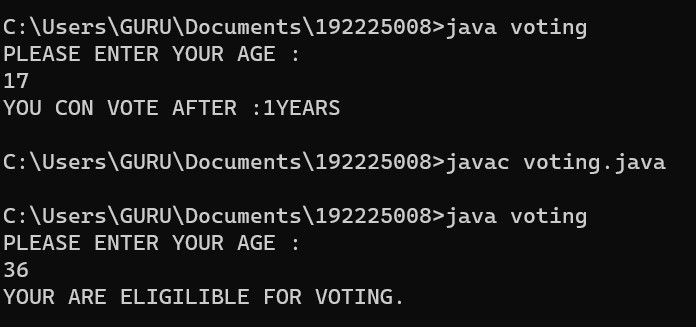 C:\Users\GURU\Documents\192225008>java voting
PLEASE ENTER YOUR AGE :
17
YOU CON VOTE AFTER :1YEARS
C:\Users\GURU\Documents\192225008>javac voting.java
C:\Users\GURU\Documents\192225008>java voting
PLEASE ENTER YOUR AGE :
36
YOUR ARE ELIGILIBLE FOR VOTING.